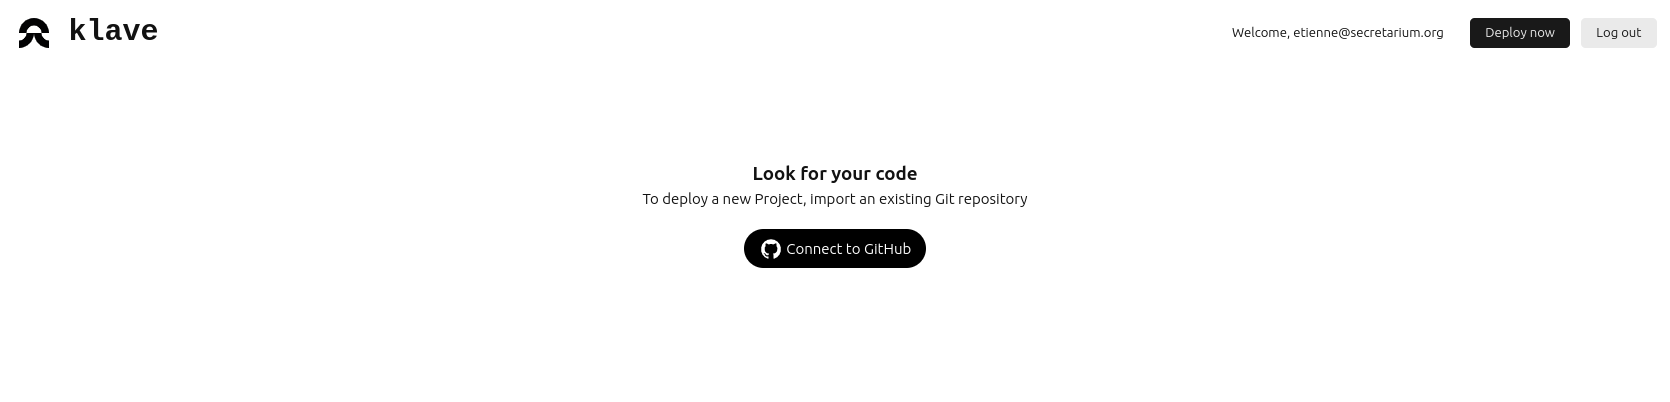 klave
Welcome, etienne@secretarium.org
Deploy now
Log out
Look for your code
To deploy a new Project, import an existing Git repository
Connect to GitHub